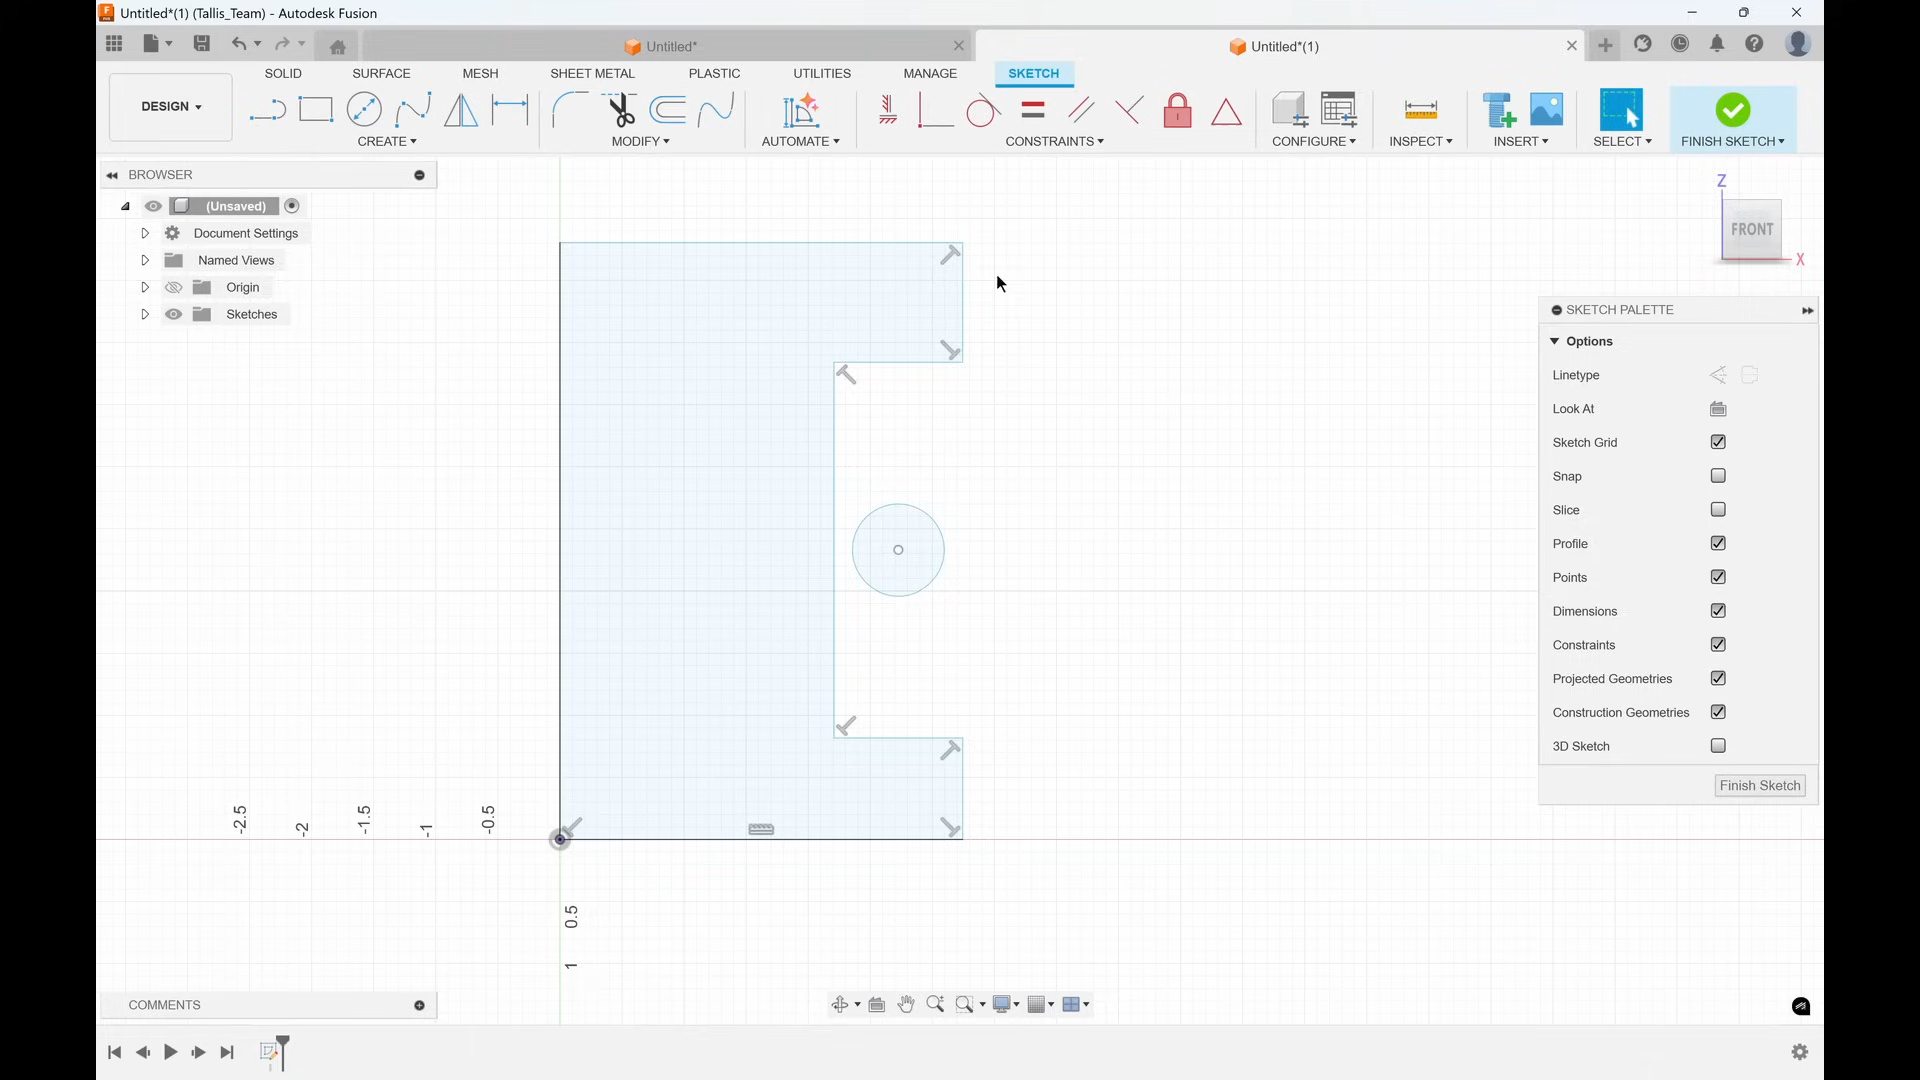 Untitled*(1) (Tallis_Team) - Autodesk Fusion
Untitled*
Untitled*(1)
SOLID
SURFACE
MESH
SHEET METAL
PLASTIC
UTILITIES
MANAGE
SKETCH
DESIGN
CREATE
MODIFY
AUTOMATE
CONSTRAINTS
CONFIGURE
INSPECT
INSERT
SELECT
FINISH SKETCH
BROWSER
(Unsaved)
Document Settings
Named Views
Origin
Sketches
Z
FRONT
X
SKETCH PALETTE
Options
Linetype
Look At
Sketch Grid
Snap
Slice
Profile
Points
Dimensions
Constraints
Projected Geometries
Construction Geometries
3D Sketch
Finish Sketch
-2.5
-2
-1.5
-1
-0.5
0.5
1
COMMENTS